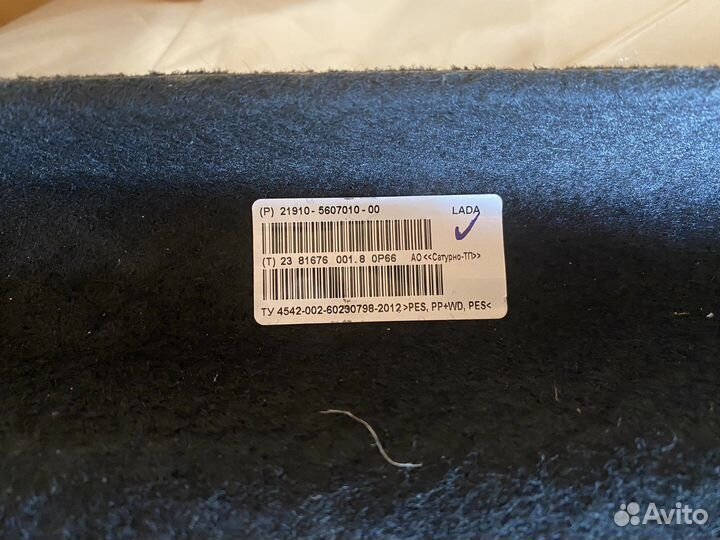 (P) 21910-5607010-00 LADA
(T) 23 81676 001.8 0P66 АО <<Сатурно-ТП>>
ТУ 4542-002-60230798-2012 >PES, PP+WD, PES<
Avito